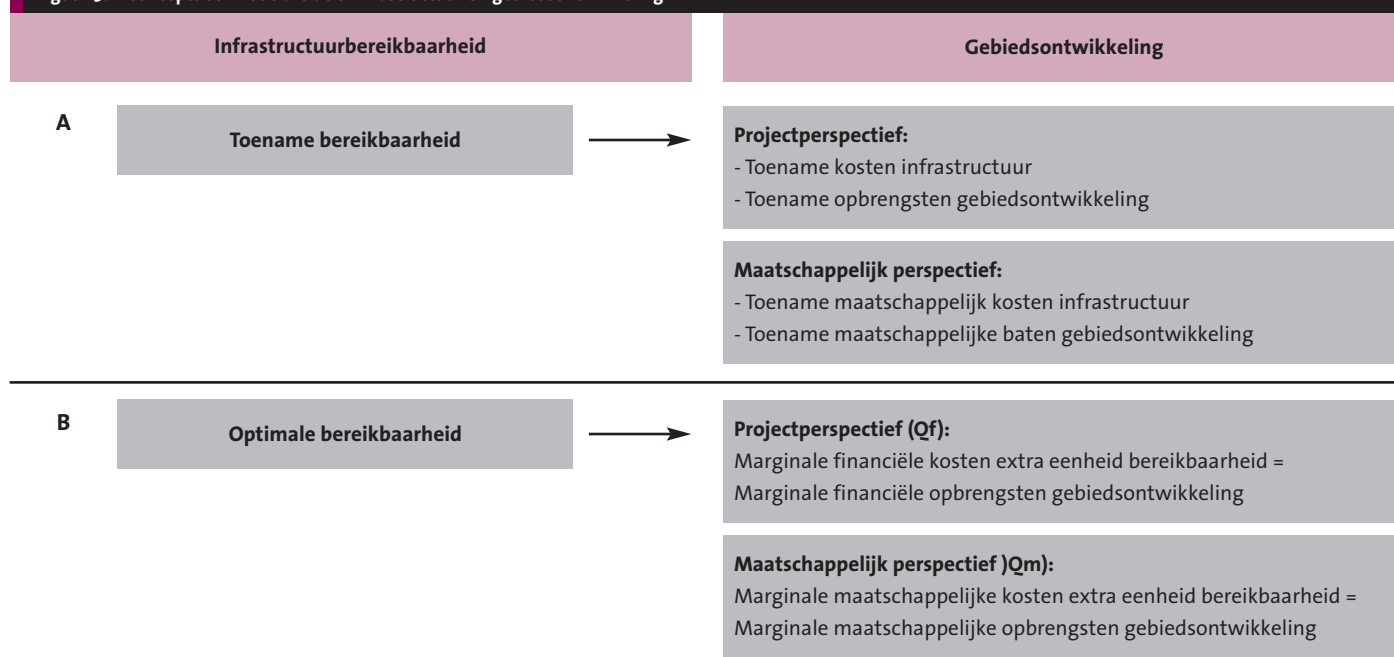 Infrastructuurbereikbaarheid
Gebiedsontwikkeling
A
Toename bereikbaarheid
Projectperspectief:
- Toename kosten infrastructuur
- Toename opbrengsten gebiedsontwikkeling
Maatschappelijk perspectief:
- Toename maatschappelijk kosten infrastructuur
- Toename maatschappelijke baten gebiedsontwikkeling
B
Optimale bereikbaarheid
Projectperspectief (Qf):
Marginale financiële kosten extra eenheid bereikbaarheid =
Marginale financiële opbrengsten gebiedsontwikkeling
Maatschappelijk perspectief )Qm):
Marginale maatschappelijke kosten extra eenheid bereikbaarheid =
Marginale maatschappelijke opbrengsten gebiedsontwikkeling